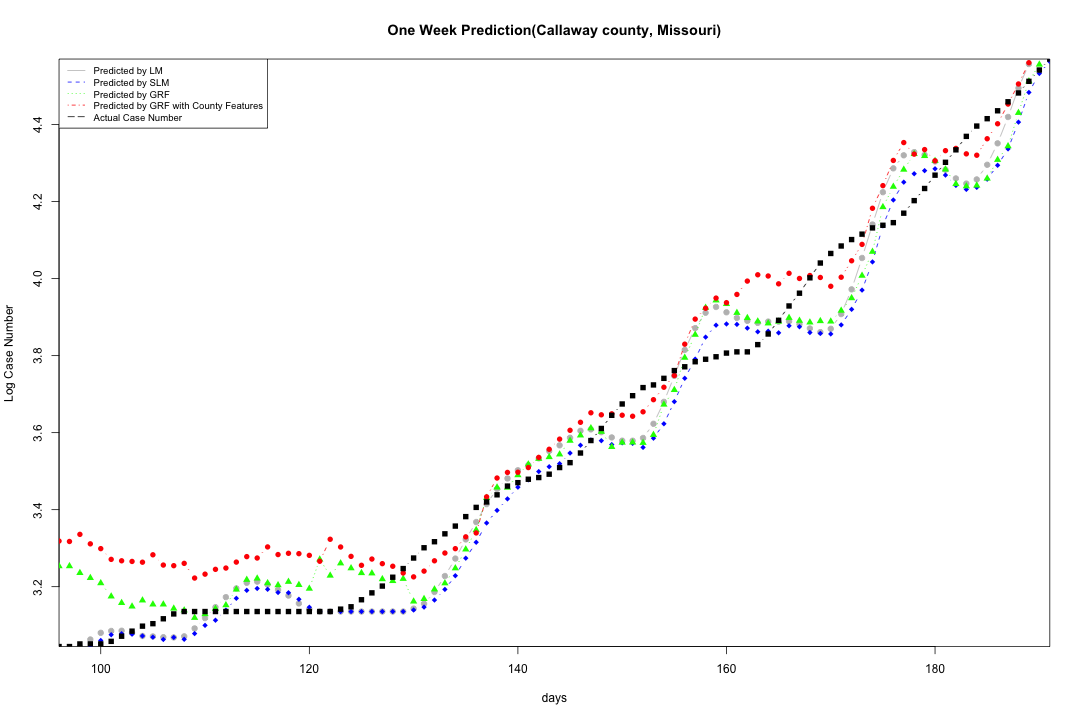 One Week Prediction(Callaway county, Missouri)
Predicted by LM
Predicted by SLM
Predicted by GRF
Predicted by GRF with County Features
Actual Case Number
Log Case Number
4.4
4.2
4.0
3.8
3.6
3.4
3.2
100 120 140 160 180
days